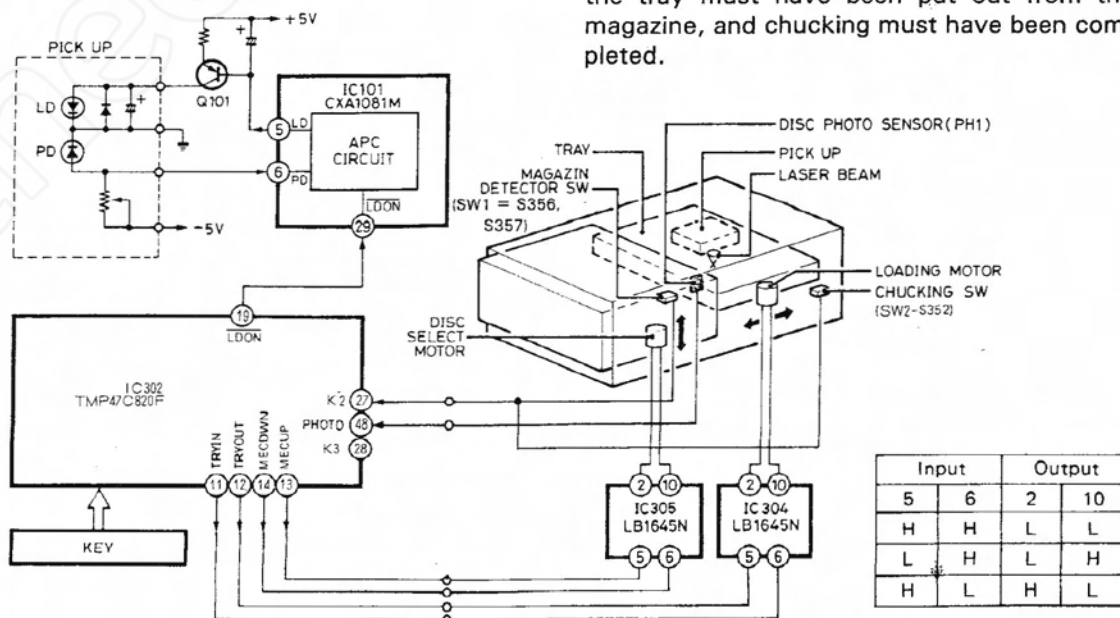 the tray must have been put out from th
magazine, and chucking must have been com
pleted.
+5V
PICK UP
+
+
Q101
LD
PD
-5V
IC101
CXA1081M
5 LD
6 PD
APC
CIRCUIT
LDON
29
DISC PHOTO SENSOR(PH1)
TRAY
PICK UP
MAGAZIN
DETECTOR SW
(SW1 = S356,
S357)
LASER BEAM
LOADING MOTOR
CHUCKING SW
(SW2-S352)
DISC
SELECT
MOTOR
19
LDON
IC302
TMP47C820F
K2 27
PHOTO 48
K3 28
TRYIN
TRYOUT
MECDWN
MECUP
11 12 14 13
KEY
2 10
IC305
LB1645N
5 6
2 10
IC304
LB1645N
5 6
Input Output
5 6 2 10
H H L L
L H L H
H L H L